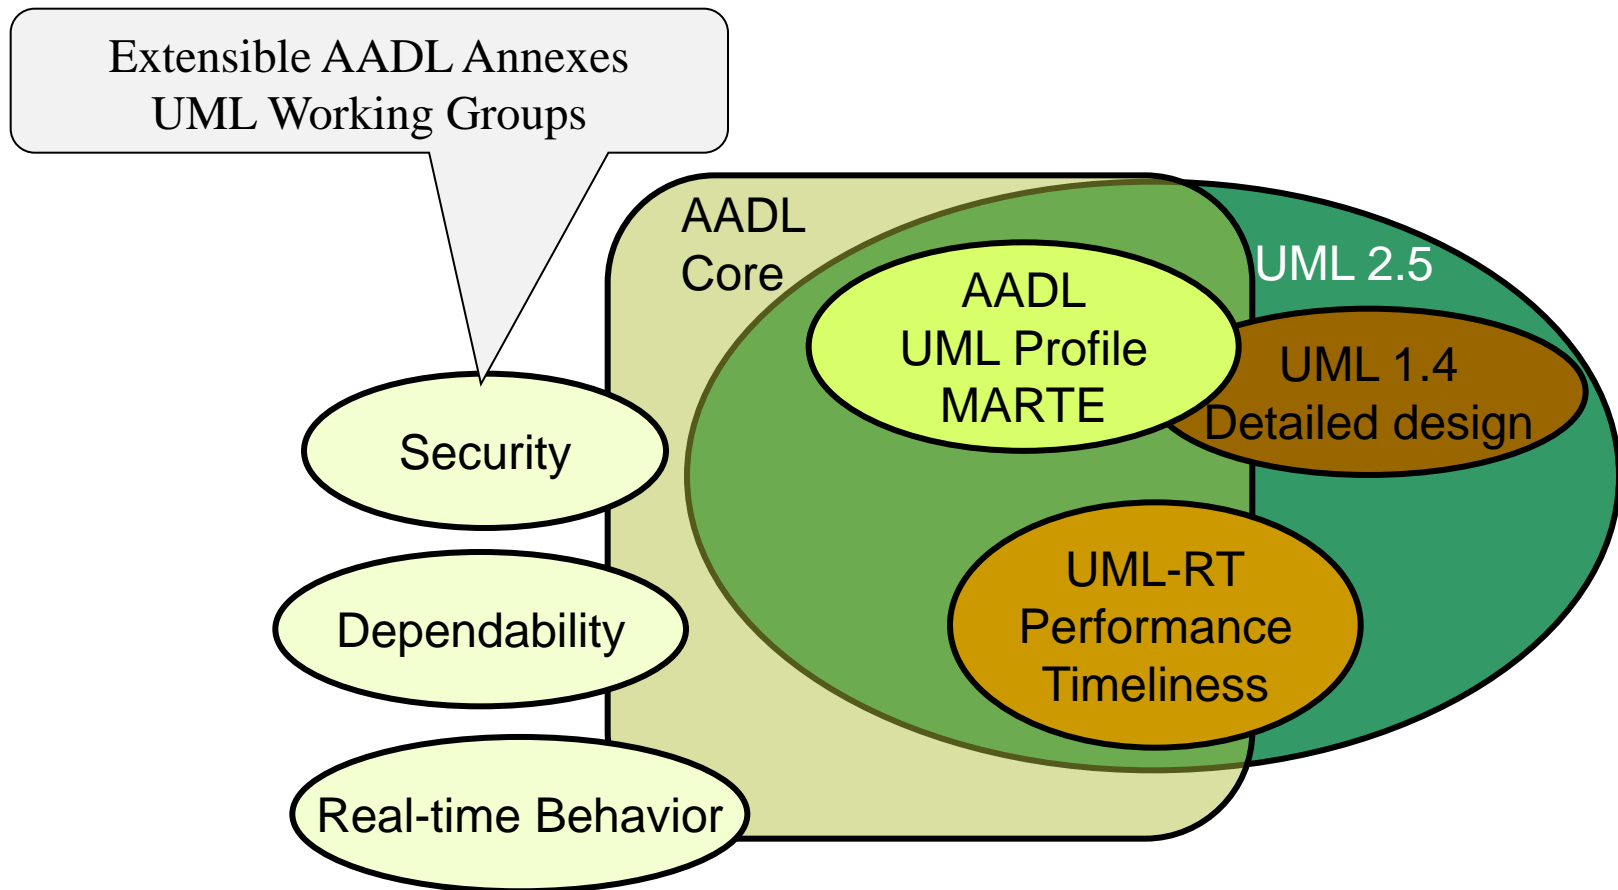 Extensible AADL Annexes
UML Working Groups
AADL
Core
UML 2.5
AADL
UML Profile
MARTE
UML 1.4
Detailed design
Security
UML-RT
Performance
Timeliness
Dependability
Real-time Behavior